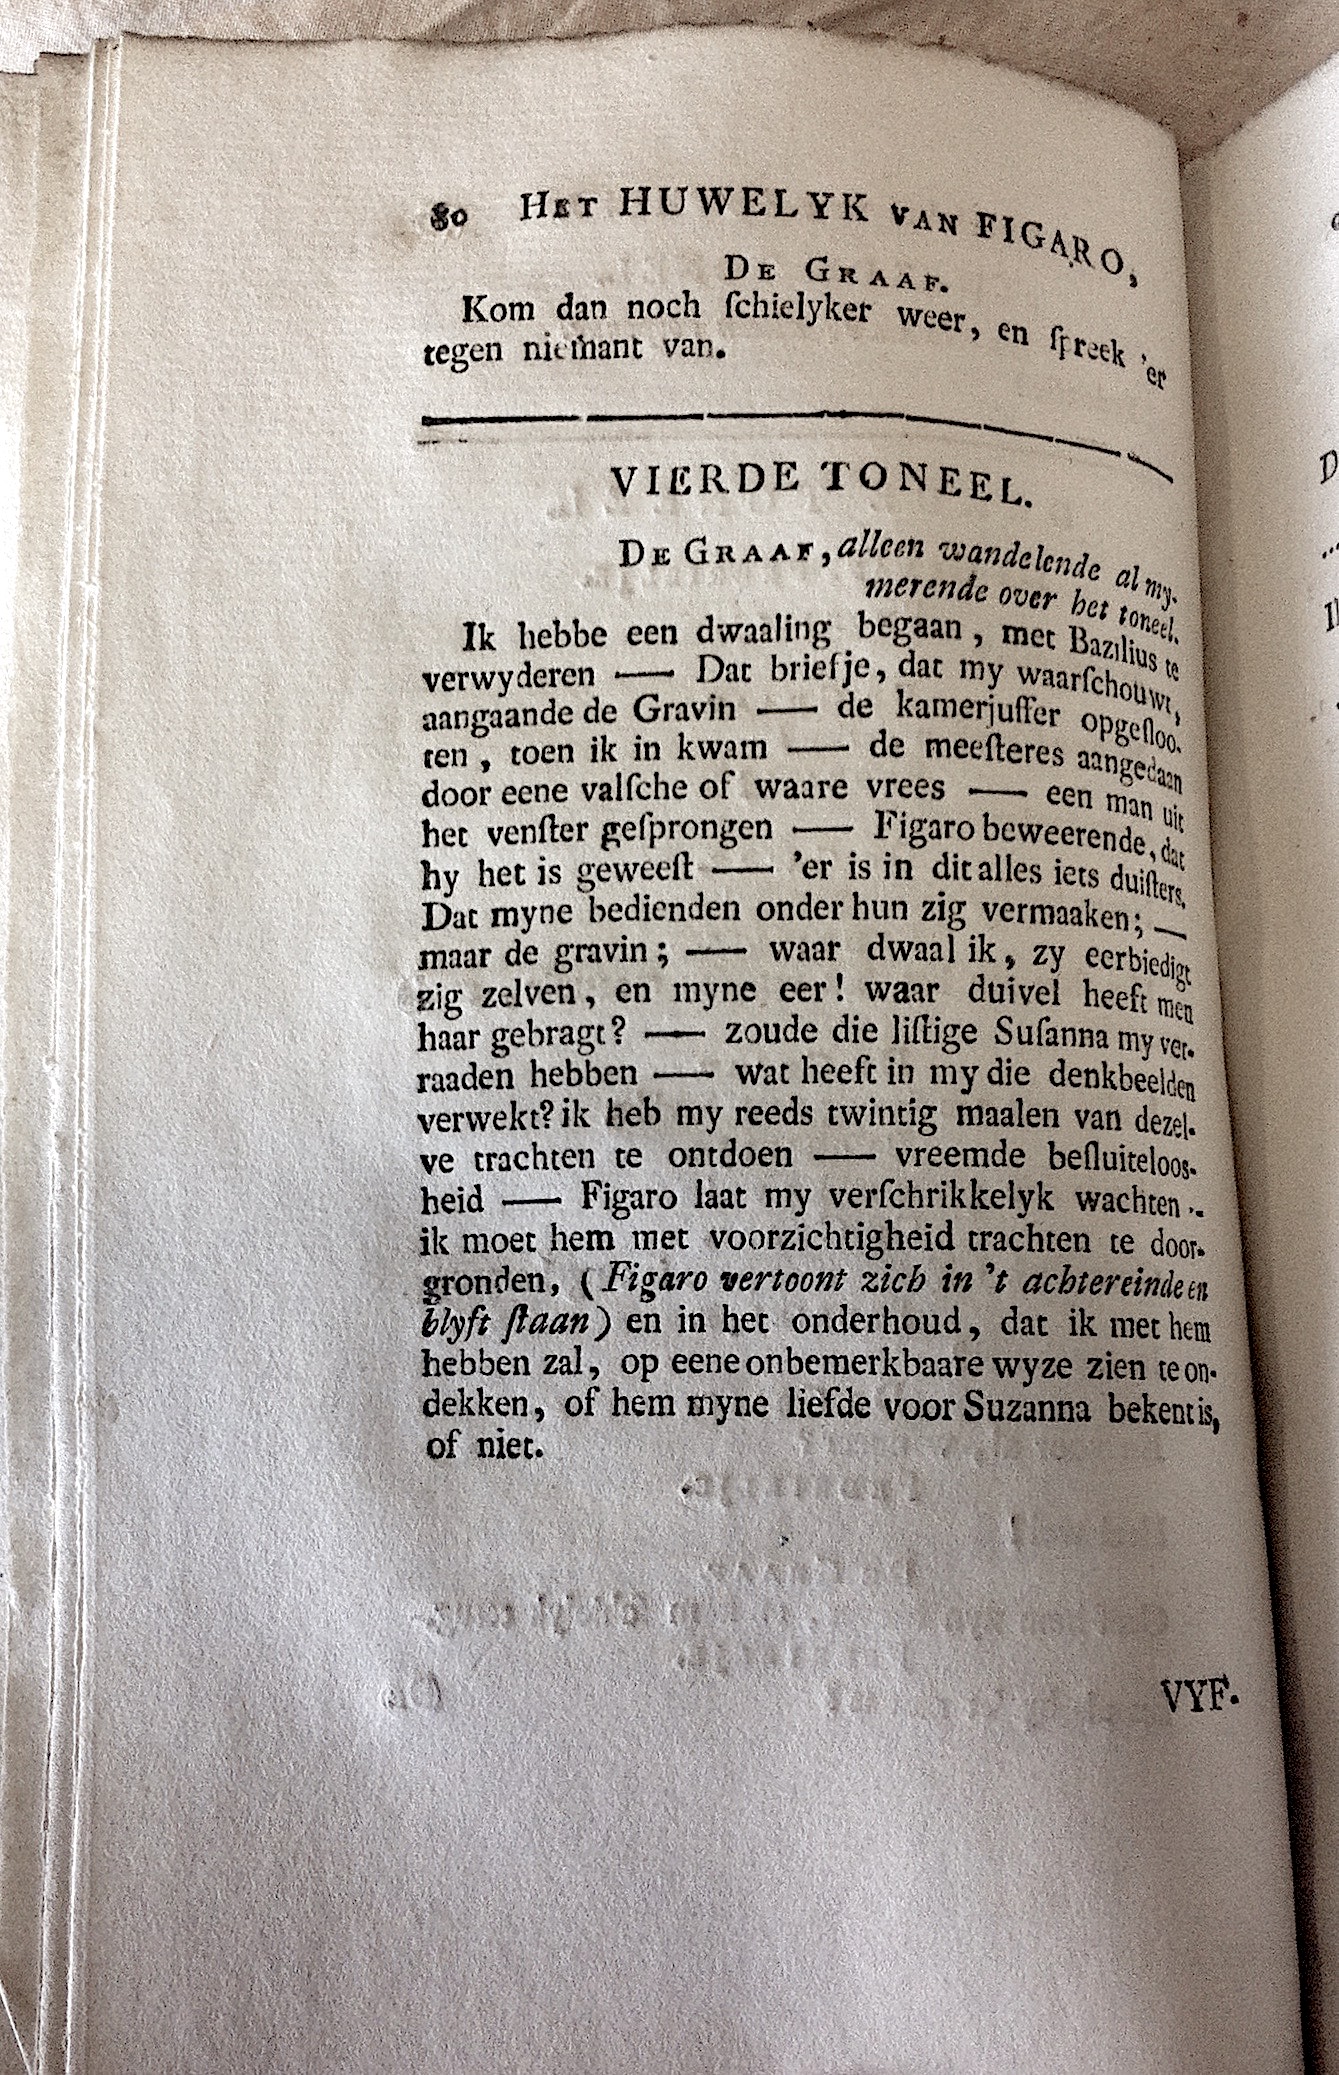 80 HET HUWELYK VAN FIGARO,
DE GRAAF.
Kom dan noch ſchielyker weer, en ſpreek 'er
tegen niemant van.
VIERDE TONEEL.
DE GRAAF, alleen wandelende al my-
merende over het toneel.
Ik hebbe een dwaaling begaan, met Bazilius te
verwyderen —— Dat briefje, dat my waarſchouwt,
aangaande de Gravin —— de kamerjuffer opgeſloo-
ten, toen ik in kwam —— de meeſteres aangedaan
door eene valſche of waare vrees —— een man uit
het venſter geſprongen —— Figaro beweerende, dat
hy het is geweeſt —— 'er is in dit alles iets duiſters.
Dat myne bedienden onder hun zig vermaaken; —
maar de gravin; —— waar dwaal ik, zy eerbiedigt
zig zelven, en myne eer! waar duivel heeft men
haar gebragt? —— zoude die liſtige Suſanna my ver-
raaden hebben —— wat heeft in my die denkbeelden
verwekt? ik heb my reeds twintig maalen van dezel-
ve trachten te ontdoen —— vreemde beſluiteloos-
heid —— Figaro laat my verſchrikkelyk wachten ..
ik moet hem met voorzichtigheid trachten te door-
gronden, (Figaro vertoont zich in 't achtereinde en
blyft ſtaan) en in het onderhoud, dat ik met hem
hebben zal, op eene onbemerkbaare wyze zien te on-
dekken, of hem myne liefde voor Suzanna bekent is,
of niet.
VYF-